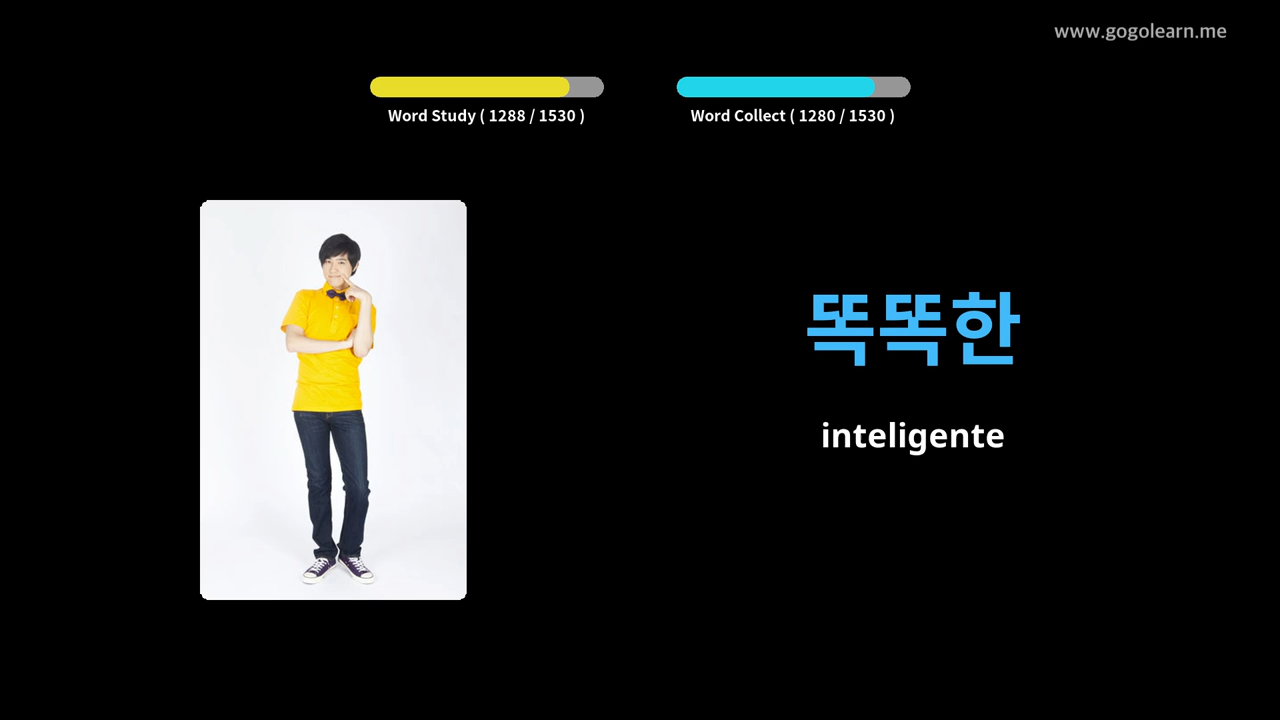 www.gogolearn.me
Word Study ( 1288 / 1530 )
Word Collect ( 1280 / 1530 )
똑똑한
inteligente